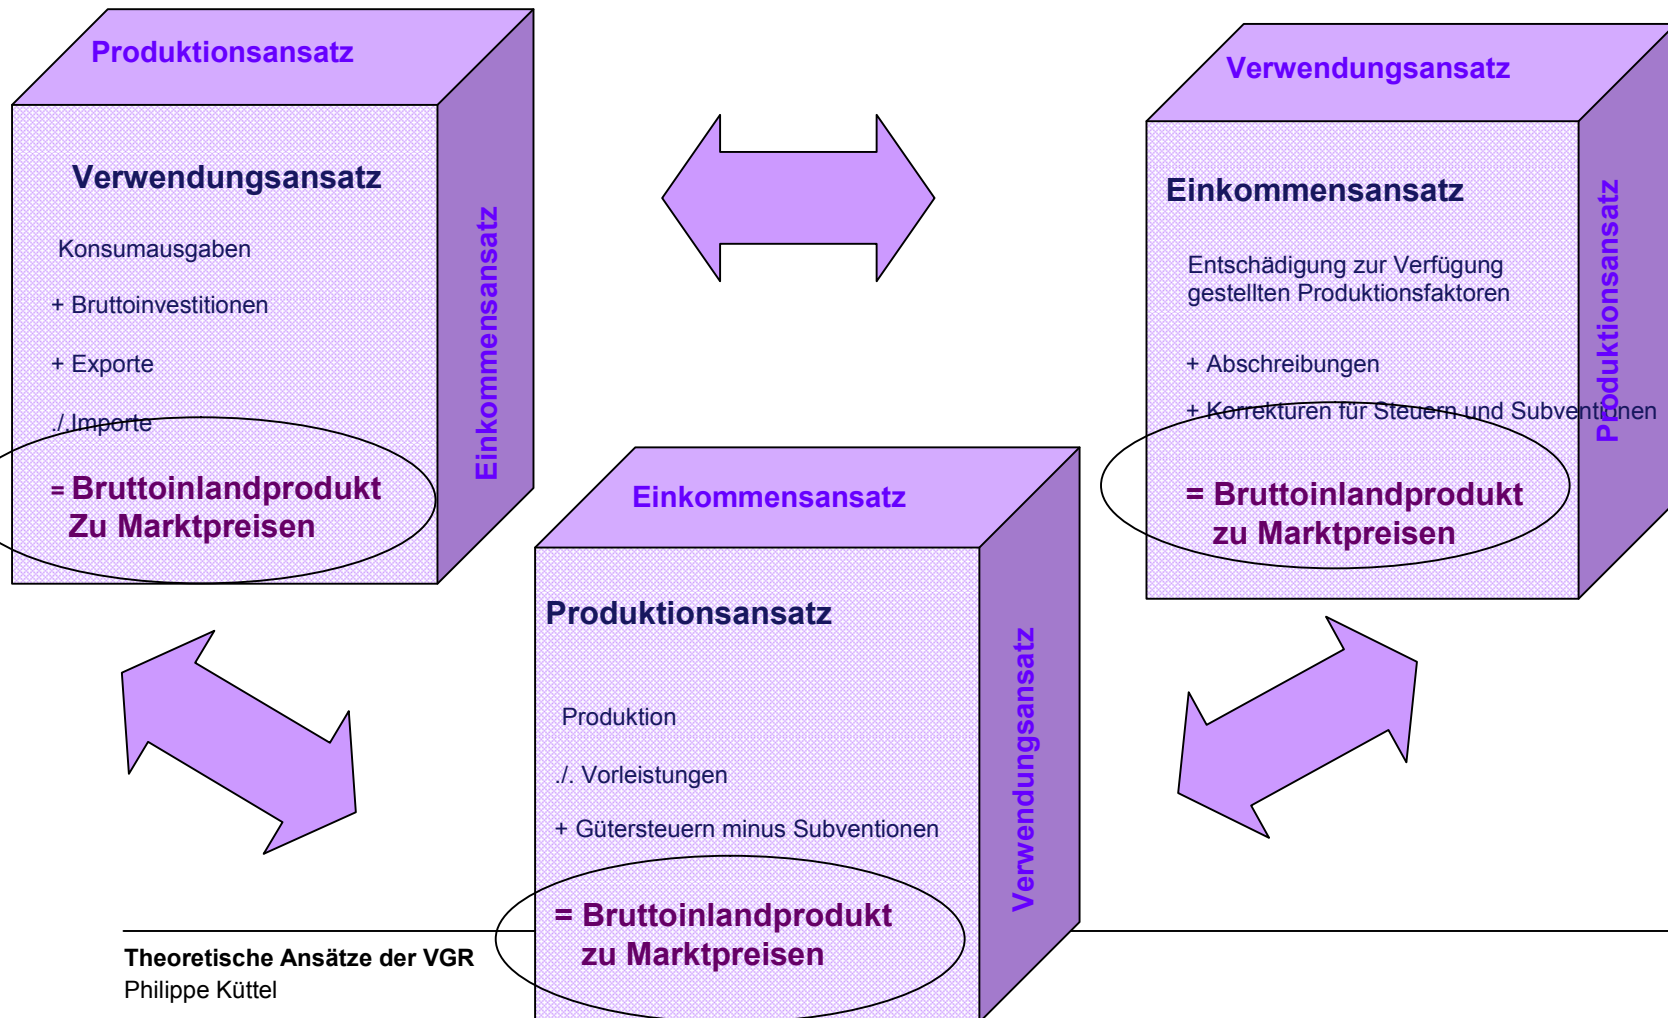 Produktionsansatz
Verwendungsansatz
Konsumausgaben
+ Bruttoinvestitionen
+ Exporte
./.Importe
= Bruttoinlandprodukt
Zu Marktpreisen
Einkommensansatz
Verwendungsansatz
Einkommensansatz
Entschädigung zur Verfügung
gestellten Produktionsfaktoren
+ Abschreibungen
+ Korrekturen für Steuern und Subventionen
= Bruttoinlandprodukt
zu Marktpreisen
Produktionsansatz
Einkommensansatz
Produktionsansatz
Produktion
./. Vorleistungen
+ Gütersteuern minus Subventionen
= Bruttoinlandprodukt
zu Marktpreisen
Verwendungsansatz
Theoretische Ansätze der VGR
Philippe Küttel